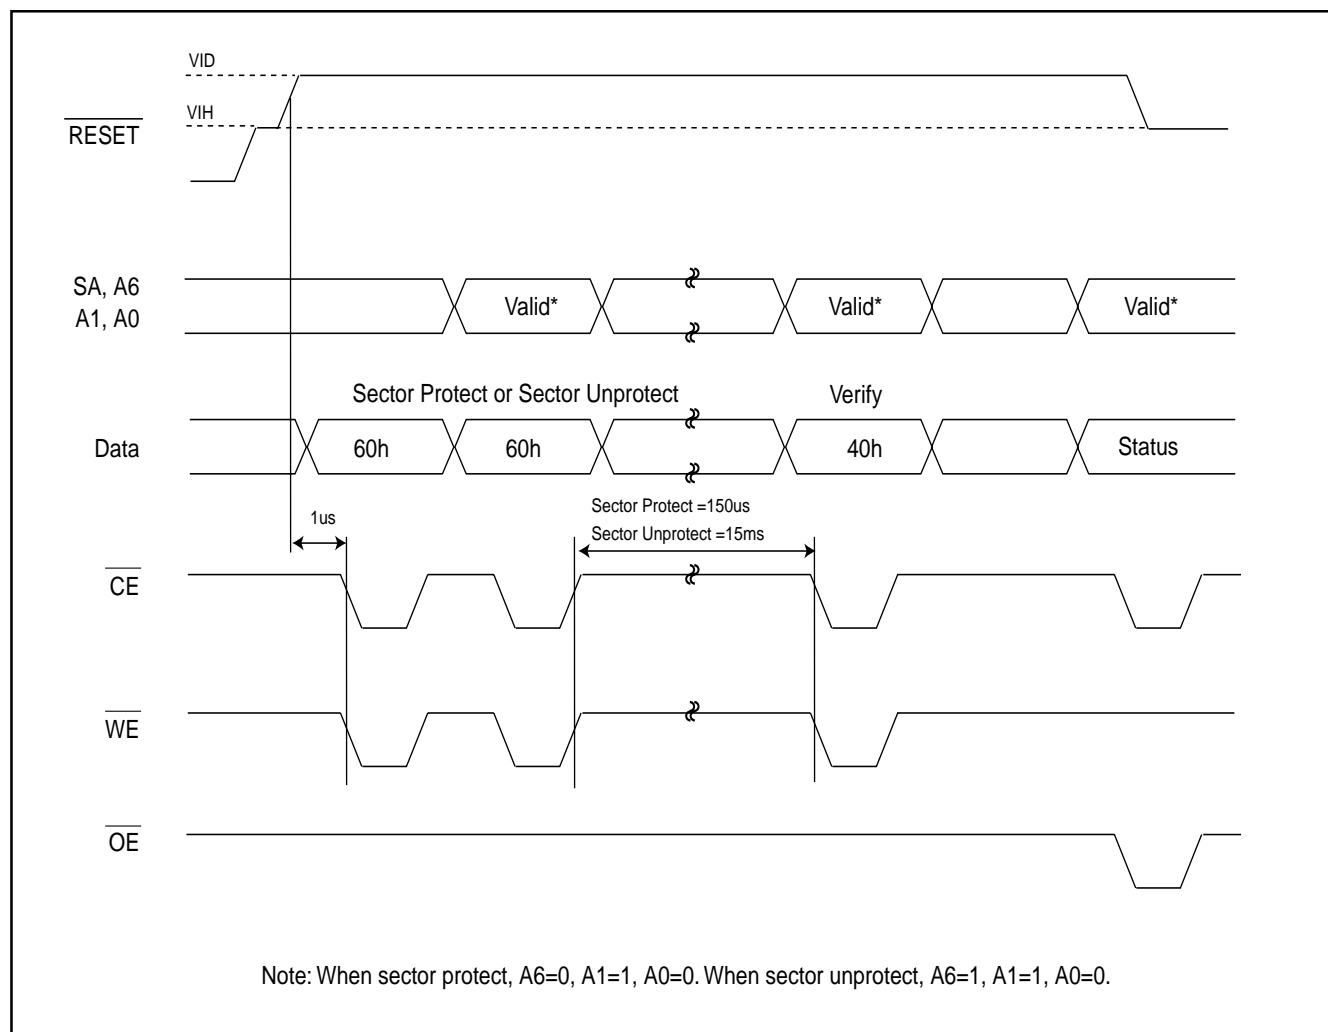 VID
VIH
RESET
SA, A6
A1, A0
Valid*
Valid*
Valid*
Sector Protect or Sector Unprotect
Verify
Data
60h
60h
40h
Status
1us
Sector Protect =150us
Sector Unprotect =15ms
CE
WE
OE
Note: When sector protect, A6=0, A1=1, A0=0. When sector unprotect, A6=1, A1=1, A0=0.